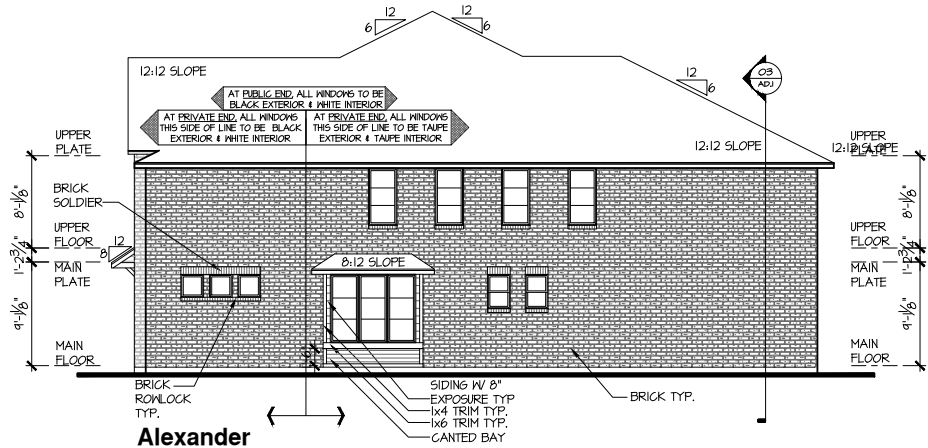 12
6
12
6
12
6
03
AD.1
12:12 SLOPE
AT PUBLIC END, ALL WINDOWS TO BE
BLACK EXTERIOR & WHITE INTERIOR
AT PRIVATE END, ALL WINDOWS
THIS SIDE OF LINE TO BE BLACK
EXTERIOR & WHITE INTERIOR
AT PRIVATE END, ALL WINDOWS
THIS SIDE OF LINE TO BE TAUPE
EXTERIOR & TAUPE INTERIOR
UPPER
PLATE
12:12 SLOPE
UPPER
PLATE
12:12 SLOPE
8'-1 1/8"
BRICK
SOLDIER
8'-1 1/8"
UPPER
FLOOR
UPPER
FLOOR
12
8
1'-2 3/4"
8:12 SLOPE
1'-2 3/4"
MAIN
PLATE
MAIN
PLATE
9'-1 1/8"
9'-1 1/8"
MAIN
FLOOR
MAIN
FLOOR
BRICK
ROWLOCK
TYP.
SIDING W/ 8"
EXPOSURE TYP
1x4 TRIM TYP.
1x6 TRIM TYP.
CANTED BAY
BRICK TYP.
Alexander